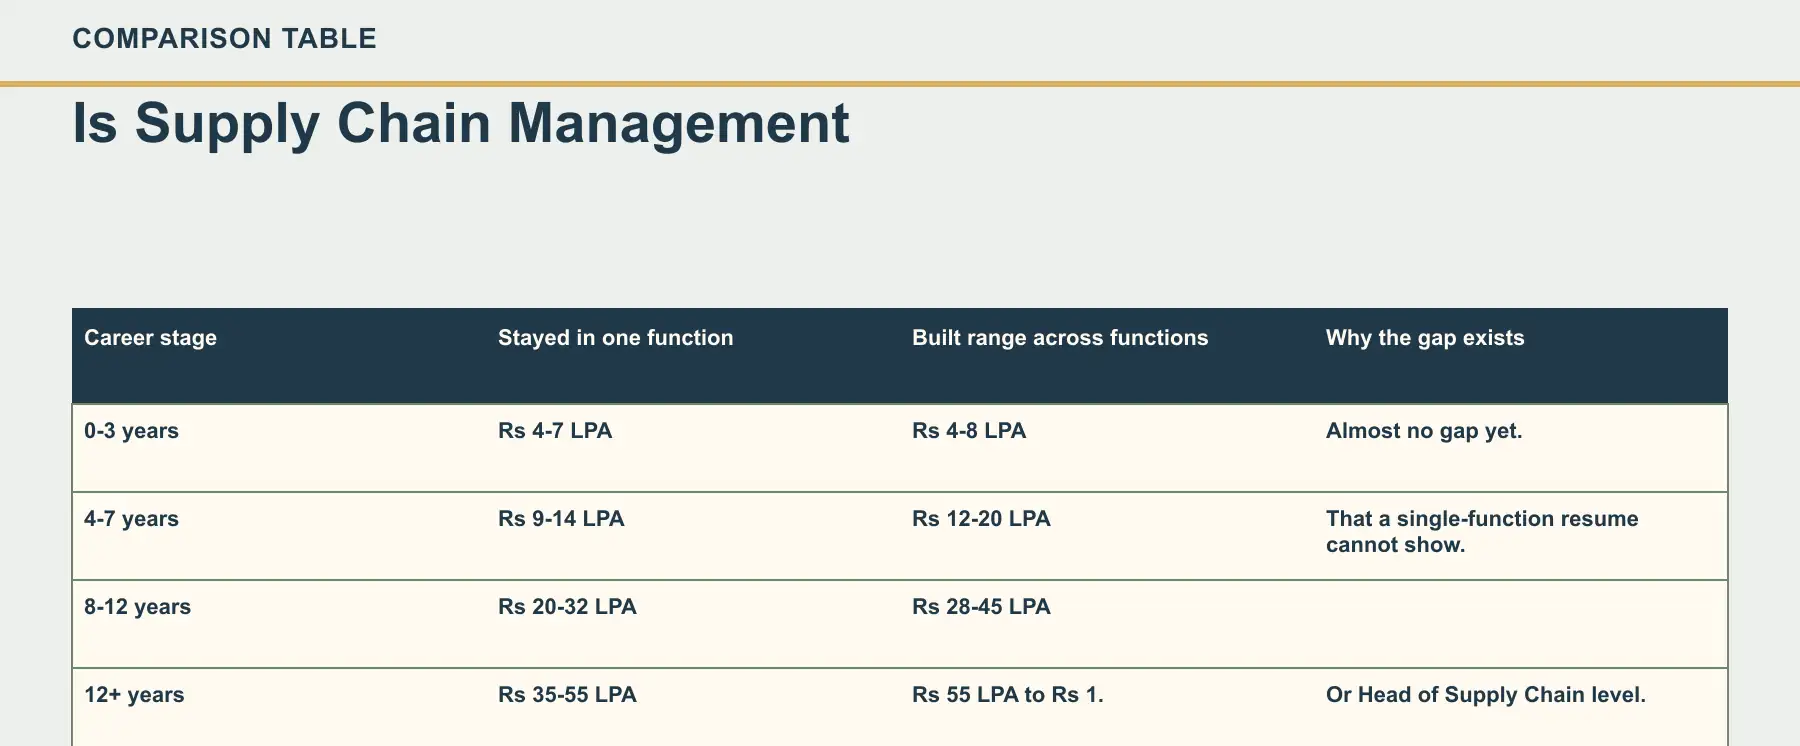 COMPARISON TABLE
Is Supply Chain Management
Career stage Stayed in one function Built range across functions Why the gap exists
0-3 years Rs 4-7 LPA Rs 4-8 LPA Almost no gap yet.
4-7 years Rs 9-14 LPA Rs 12-20 LPA That a single-function resume
cannot show.
8-12 years Rs 20-32 LPA Rs 28-45 LPA
12+ years Rs 35-55 LPA Rs 55 LPA to Rs 1. Or Head of Supply Chain level.